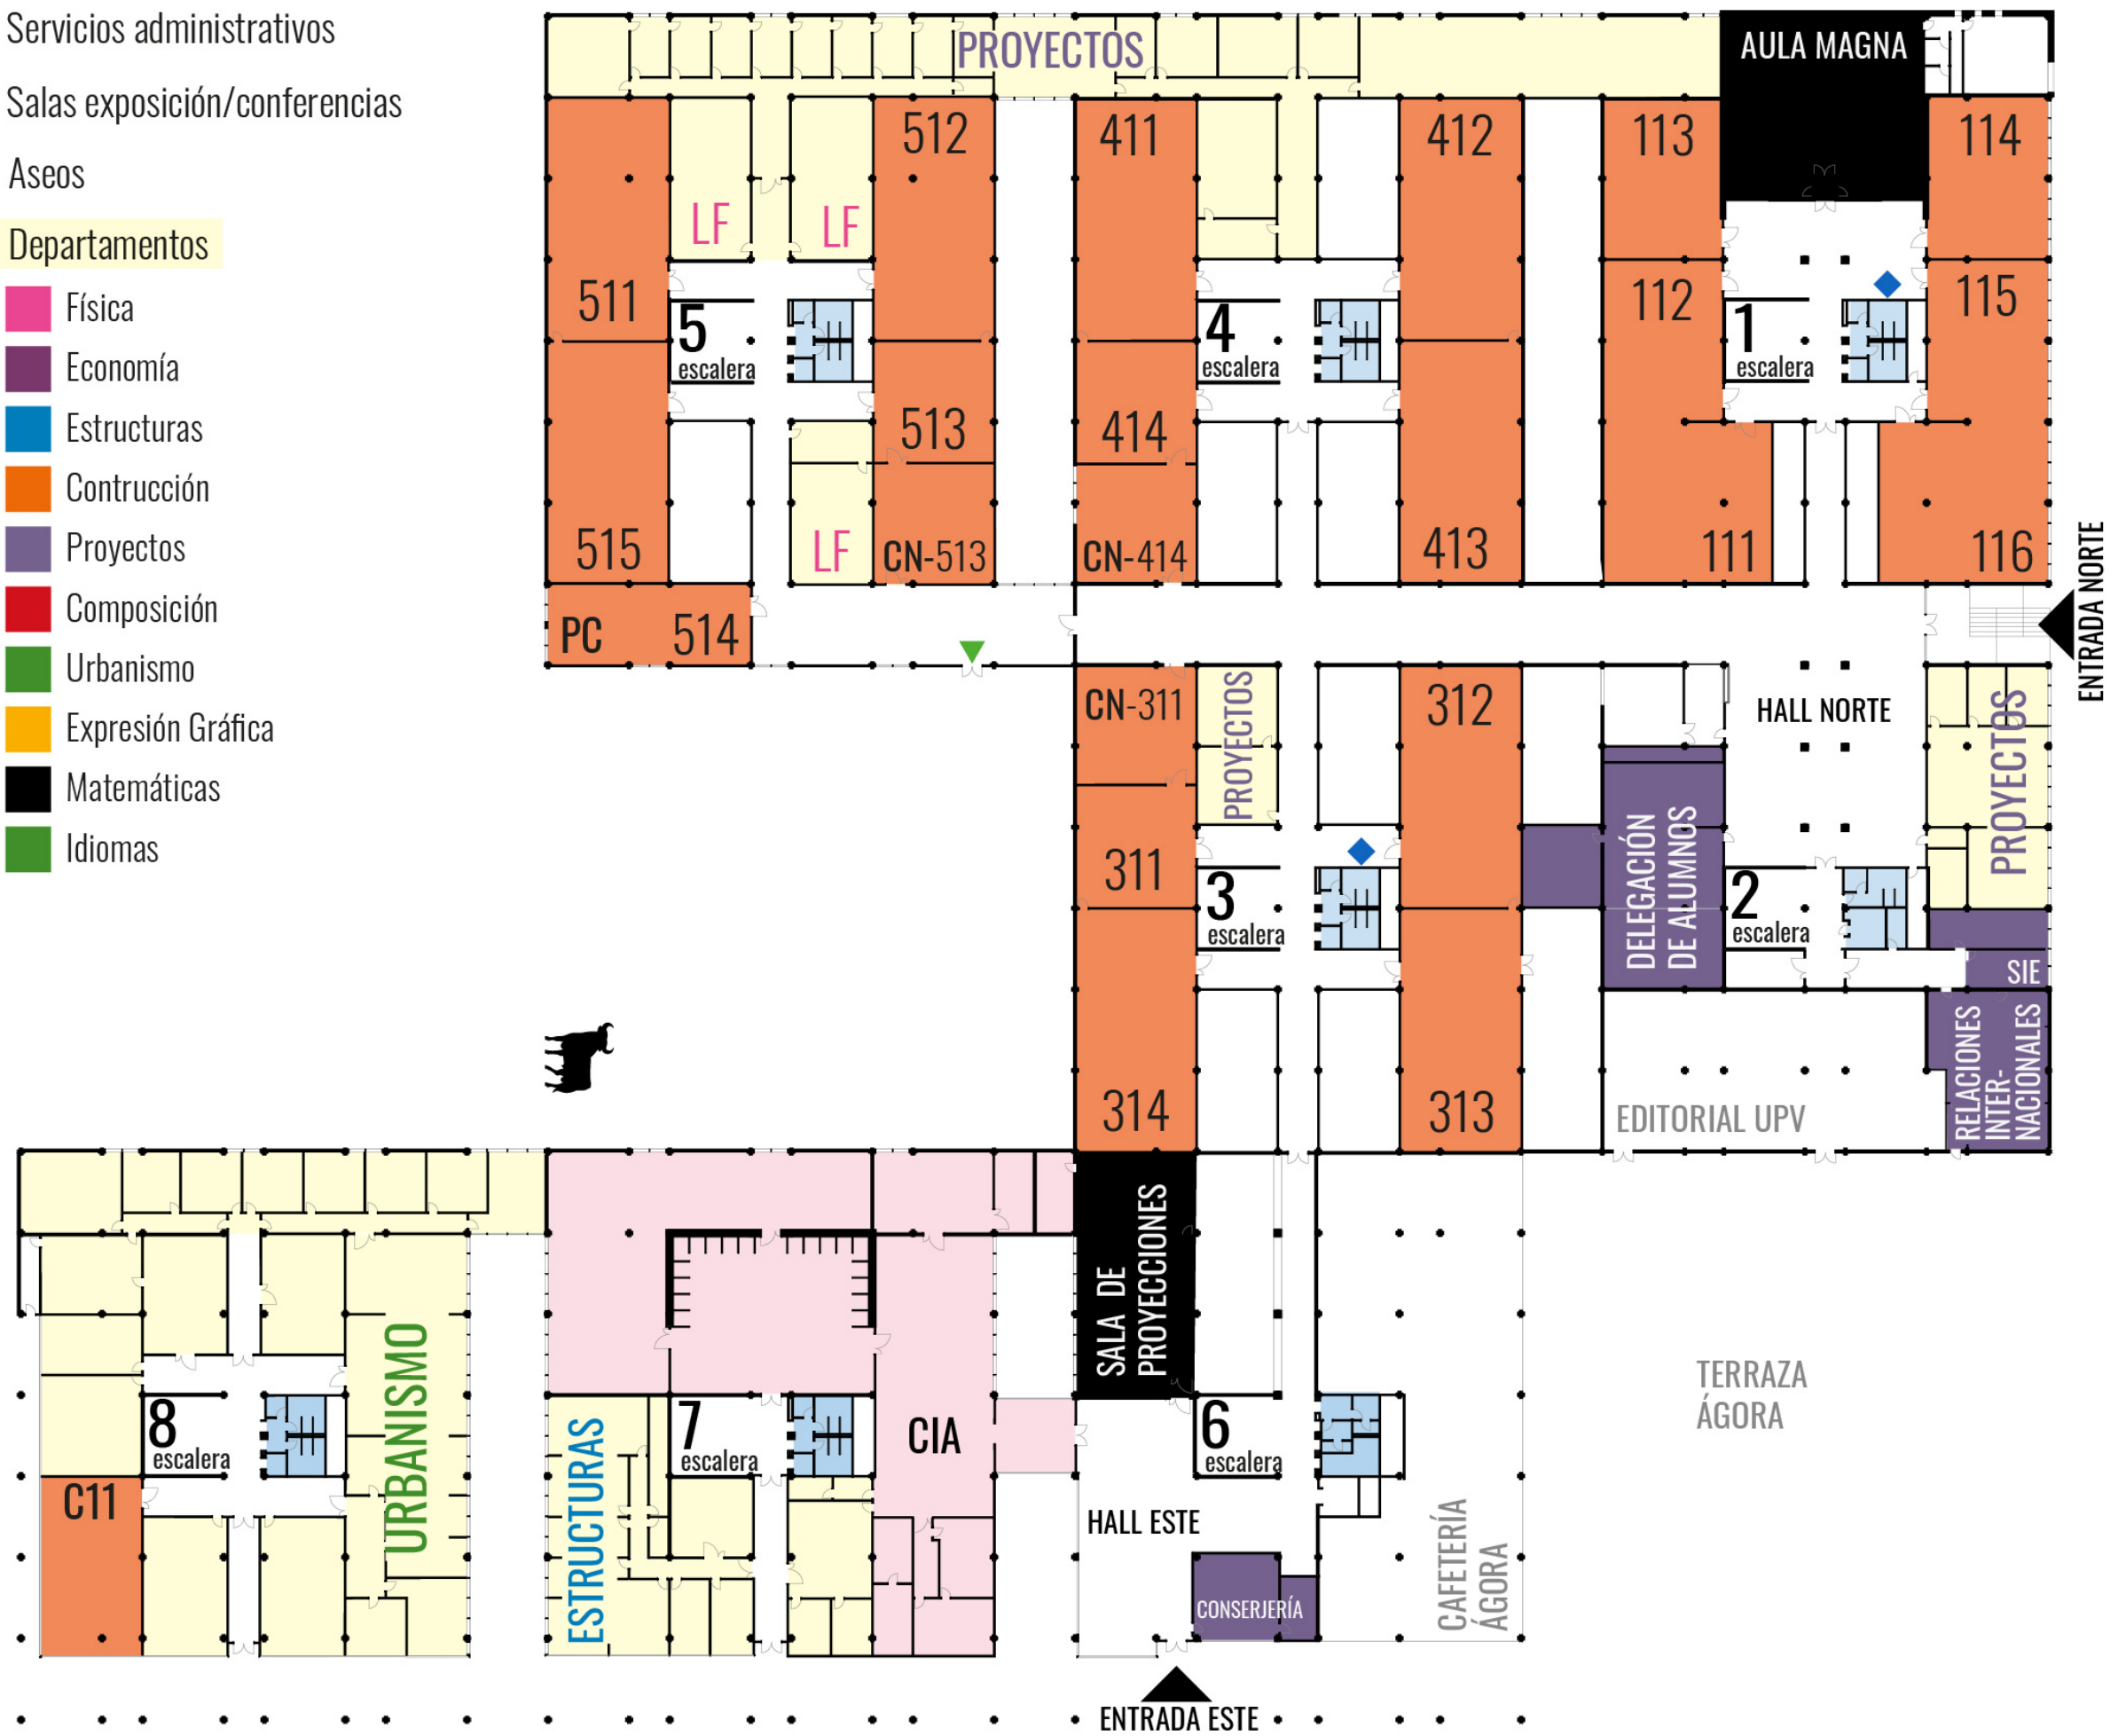 Servicios administrativos
Salas exposición/conferencias
Aseos
Departamentos
Física
Economía
Estructuras
Contrucción
Proyectos
Composición
Urbanismo
Expresión Gráfica
Matemáticas
Idiomas
PROYECTOS
AULA MAGNA
512
411
412
113
114
LF
LF
511
112
115
5
escalera
4
escalera
1
escalera
513
414
515
LF
CN-513
CN-414
413
111
116
PC
514
ENTRADA NORTE
CN-311
PROYECTOS
312
HALL NORTE
PROYECTOS
311
DELEGACIÓN
DE ALUMNOS
3
escalera
2
escalera
SIE
RELACIONES
INTER-
NACIONALES
314
313
EDITORIAL UPV
SALA DE
PROYECCIONES
URBANISMO
TERRAZA
ÁGORA
8
escalera
ESTRUCTURAS
7
escalera
CIA
6
escalera
C11
HALL ESTE
CAFETERÍA
ÁGORA
CONSERJERÍA
ENTRADA ESTE